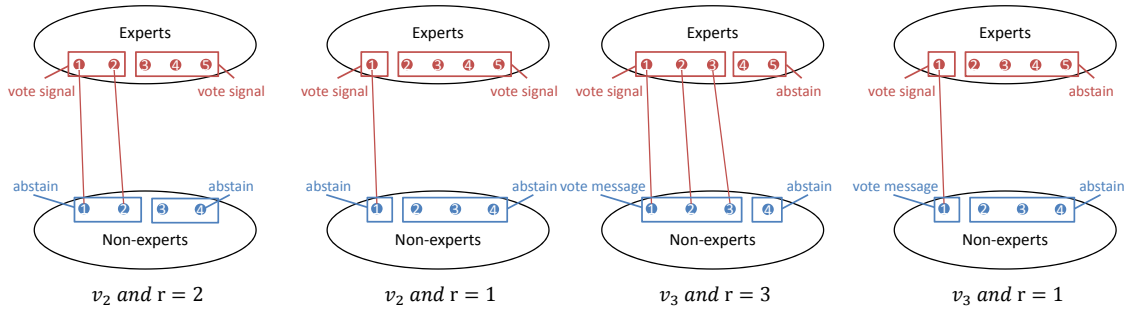 Experts Experts Experts Experts
1 2 3 4 5 1 2 3 4 5 1 2 3 4 5 1 2 3 4 5
vote signal vote signal vote signal vote signal vote signal abstain vote signal abstain
abstain abstain abstain abstain vote message abstain vote message abstain
1 2 3 4 1 2 3 4 1 2 3 4 1 2 3 4
Non-experts Non-experts Non-experts Non-experts
v₂ and r = 2 v₂ and r = 1 v₃ and r = 3 v₃ and r = 1